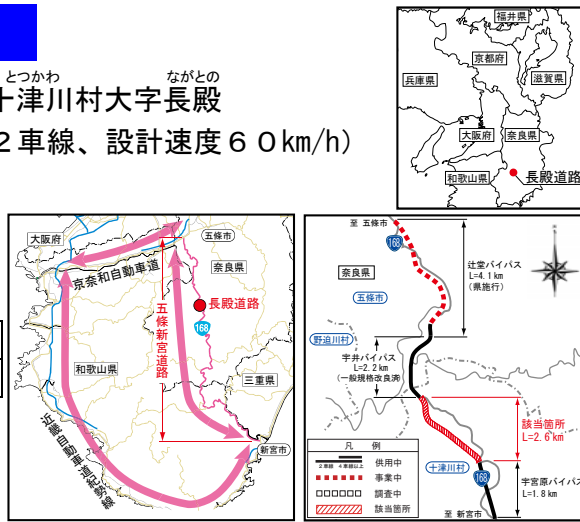 とつかわ ながとの
十津川村大字長殿
２車線、設計速度６０km/h）
福井県
京都府
兵庫県
滋賀県
大阪府
奈良県
和歌山県
長殿道路
大阪府
五條市
京奈和自動車道
奈良県
五條新宮道路
長殿道路
168
和歌山県
三重県
近畿自動車道紀勢線
新宮市
至 五條市
168
奈良県
辻堂バイパス
L=4.1km
(県施行)
五條市
野迫川村
宇井バイパス
L=2.2km
(一般規格改良済)
該当箇所
L=2.6km
凡 例
２車線 ４車線以上
供用中
事業中
調査中
該当箇所
十津川村
168
宇宮原バイパス
L=1.8km
至 新宮市